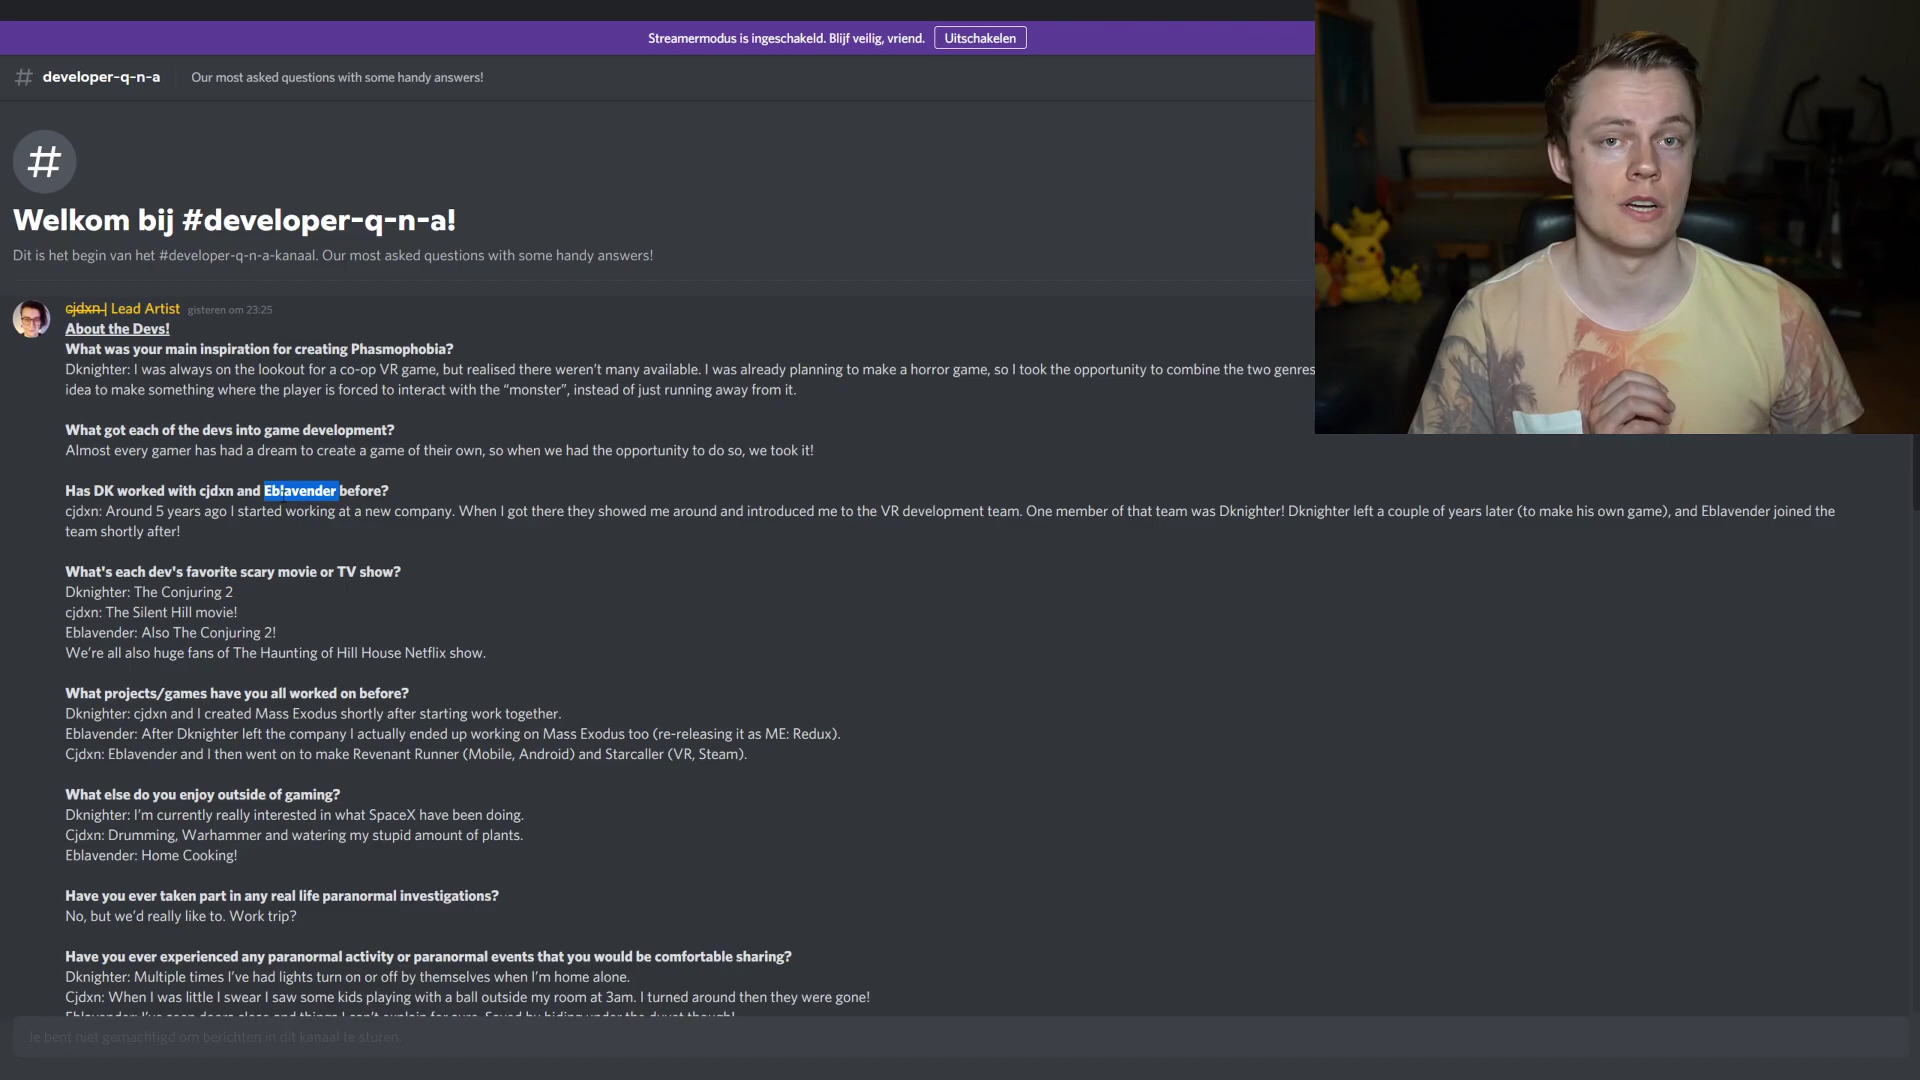 Streamermodus is ingeschakeld. Blijf veilig, vriend. Uitschakelen
developer-q-n-a Our most asked questions with some handy answers!
Welkom bij #developer-q-n-a!
Dit is het begin van het #developer-q-n-a-kanaal. Our most asked questions with some handy answers!
cjdxn | Lead Artist gisteren om 23:25
About the Devs!
What was your main inspiration for creating Phasmophobia?
Dknighter: I was always on the lookout for a co-op VR game, but realised there weren't many available. I was already planning to make a horror game, so I took the opportunity to combine the two genres
idea to make something where the player is forced to interact with the “monster”, instead of just running away from it.
What got each of the devs into game development?
Almost every gamer has had a dream to create a game of their own, so when we had the opportunity to do so, we took it!
Has DK worked with cjdxn and Eblavender before?
cjdxn: Around 5 years ago I started working at a new company. When I got there they showed me around and introduced me to the VR development team. One member of that team was Dknighter! Dknighter left a couple of years later (to make his own game), and Eblavender joined the
team shortly after!
What's each dev's favorite scary movie or TV show?
Dknighter: The Conjuring 2
cjdxn: The Silent Hill movie!
Eblavender: Also The Conjuring 2!
We’re all also huge fans of The Haunting of Hill House Netflix show.
What projects/games have you all worked on before?
Dknighter: cjdxn and I created Mass Exodus shortly after starting work together.
Eblavender: After Dknighter left the company I actually ended up working on Mass Exodus too (re-releasing it as ME: Redux).
Cjdxn: Eblavender and I then went on to make Revenant Runner (Mobile, Android) and Starcaller (VR, Steam).
What else do you enjoy outside of gaming?
Dknighter: I’m currently really interested in what SpaceX have been doing.
Cjdxn: Drumming, Warhammer and watering my stupid amount of plants.
Eblavender: Home Cooking!
Have you ever taken part in any real life paranormal investigations?
No, but we’d really like to. Work trip?
Have you ever experienced any paranormal activity or paranormal events that you would be comfortable sharing?
Dknighter: Multiple times I’ve had lights turn on or off by themselves when I’m home alone.
Cjdxn: When I was little I swear I saw some kids playing with a ball outside my room at 3am. I turned around then they were gone!
Eblavender: I’ve seen doors close and things I can’t explain for sure. Saved by hiding under the duvet though!
Je bent niet gemachtigd om berichten in dit kanaal te sturen.